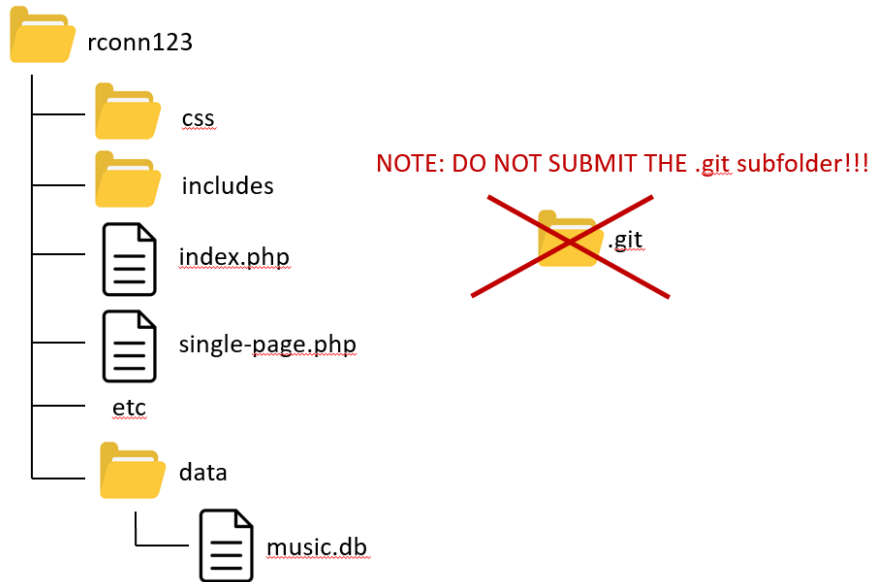 rconn123
css
NOTE: DO NOT SUBMIT THE .git subfolder!!!
includes
.git
index.php
single-page.php
etc
data
music.db